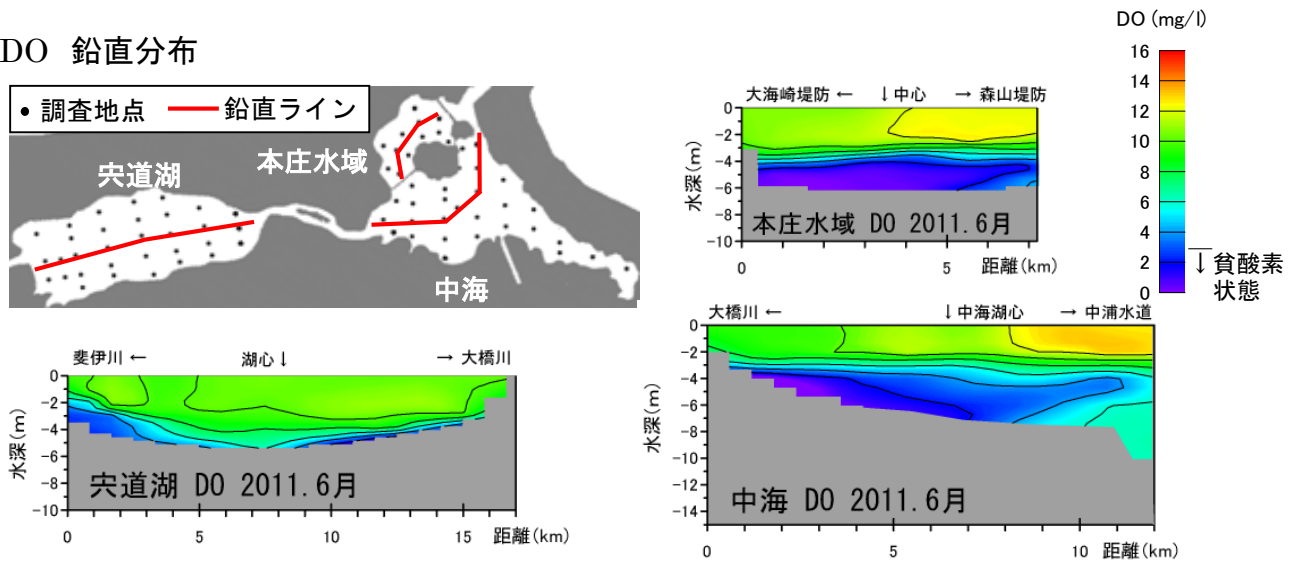 DO 鉛直分布
• 調査地点 ━ 鉛直ライン
宍道湖
本庄水域
中海
DO (mg/l)
16
14
12
10
8
6
4
2
0
↓貧酸素
状態
大海崎堤防 ← ↓中心 → 森山堤防
水深(m)
0
-2
-4
-6
-8
-10
本庄水域 DO 2011.6月
0 5 距離(km)
斐伊川 ← 湖心↓ → 大橋川
水深(m)
0
-2
-4
-6
-8
-10
宍道湖 DO 2011.6月
0 5 10 15 距離(km)
大橋川 ← ↓中海湖心 → 中浦水道
水深(m)
0
-2
-4
-6
-8
-10
-12
-14
中海 DO 2011.6月
0 5 10 距離(km)